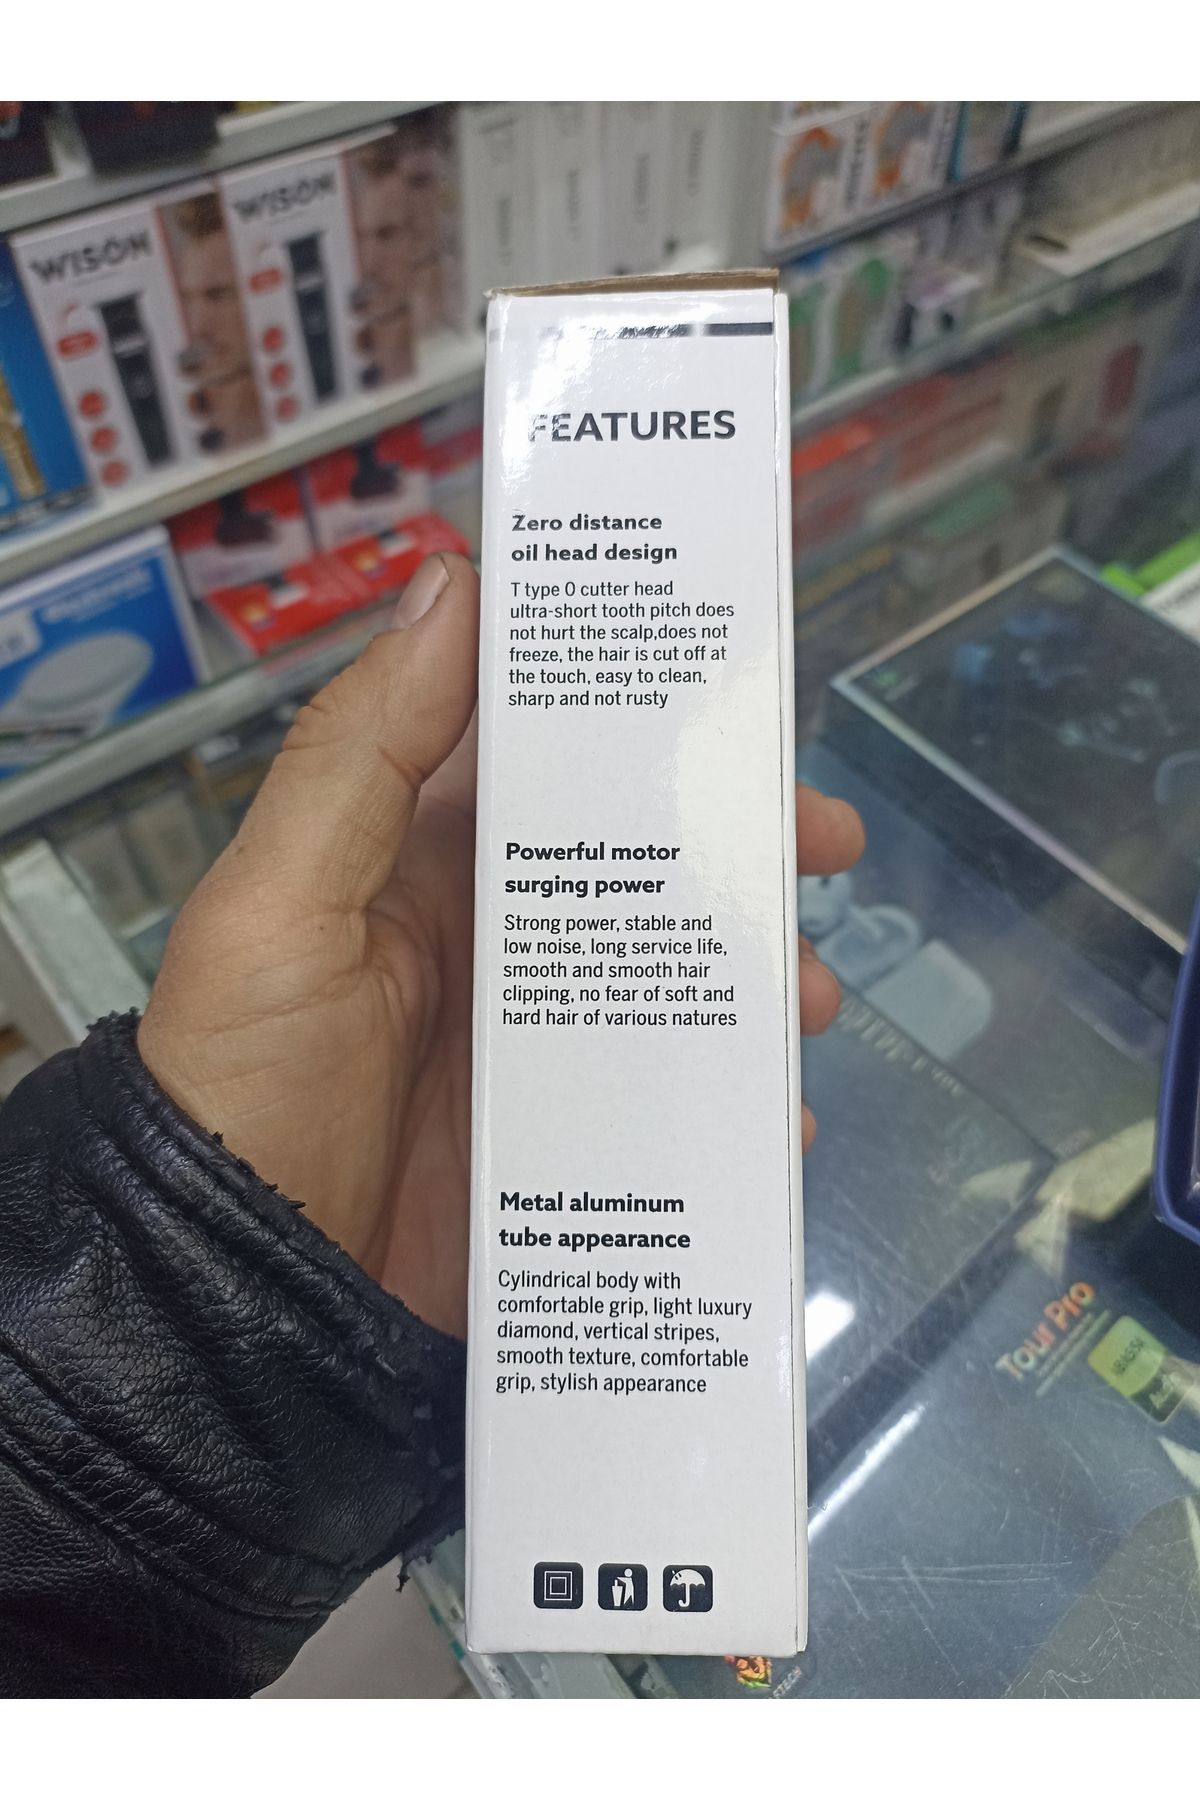 WISON
WISON
FEATURES
Zero distance
oil head design
T type 0 cutter head
ultra-short tooth pitch does
not hurt the scalp,does not
freeze, the hair is cut off at
the touch, easy to clean,
sharp and not rusty
Powerful motor
surging power
Strong power, stable and
low noise, long service life,
smooth and smooth hair
clipping, no fear of soft and
hard hair of various natures
Metal aluminum
tube appearance
Cylindrical body with
comfortable grip, light luxury
diamond, vertical stripes,
smooth texture, comfortable
grip, stylish appearance
Tour Pro